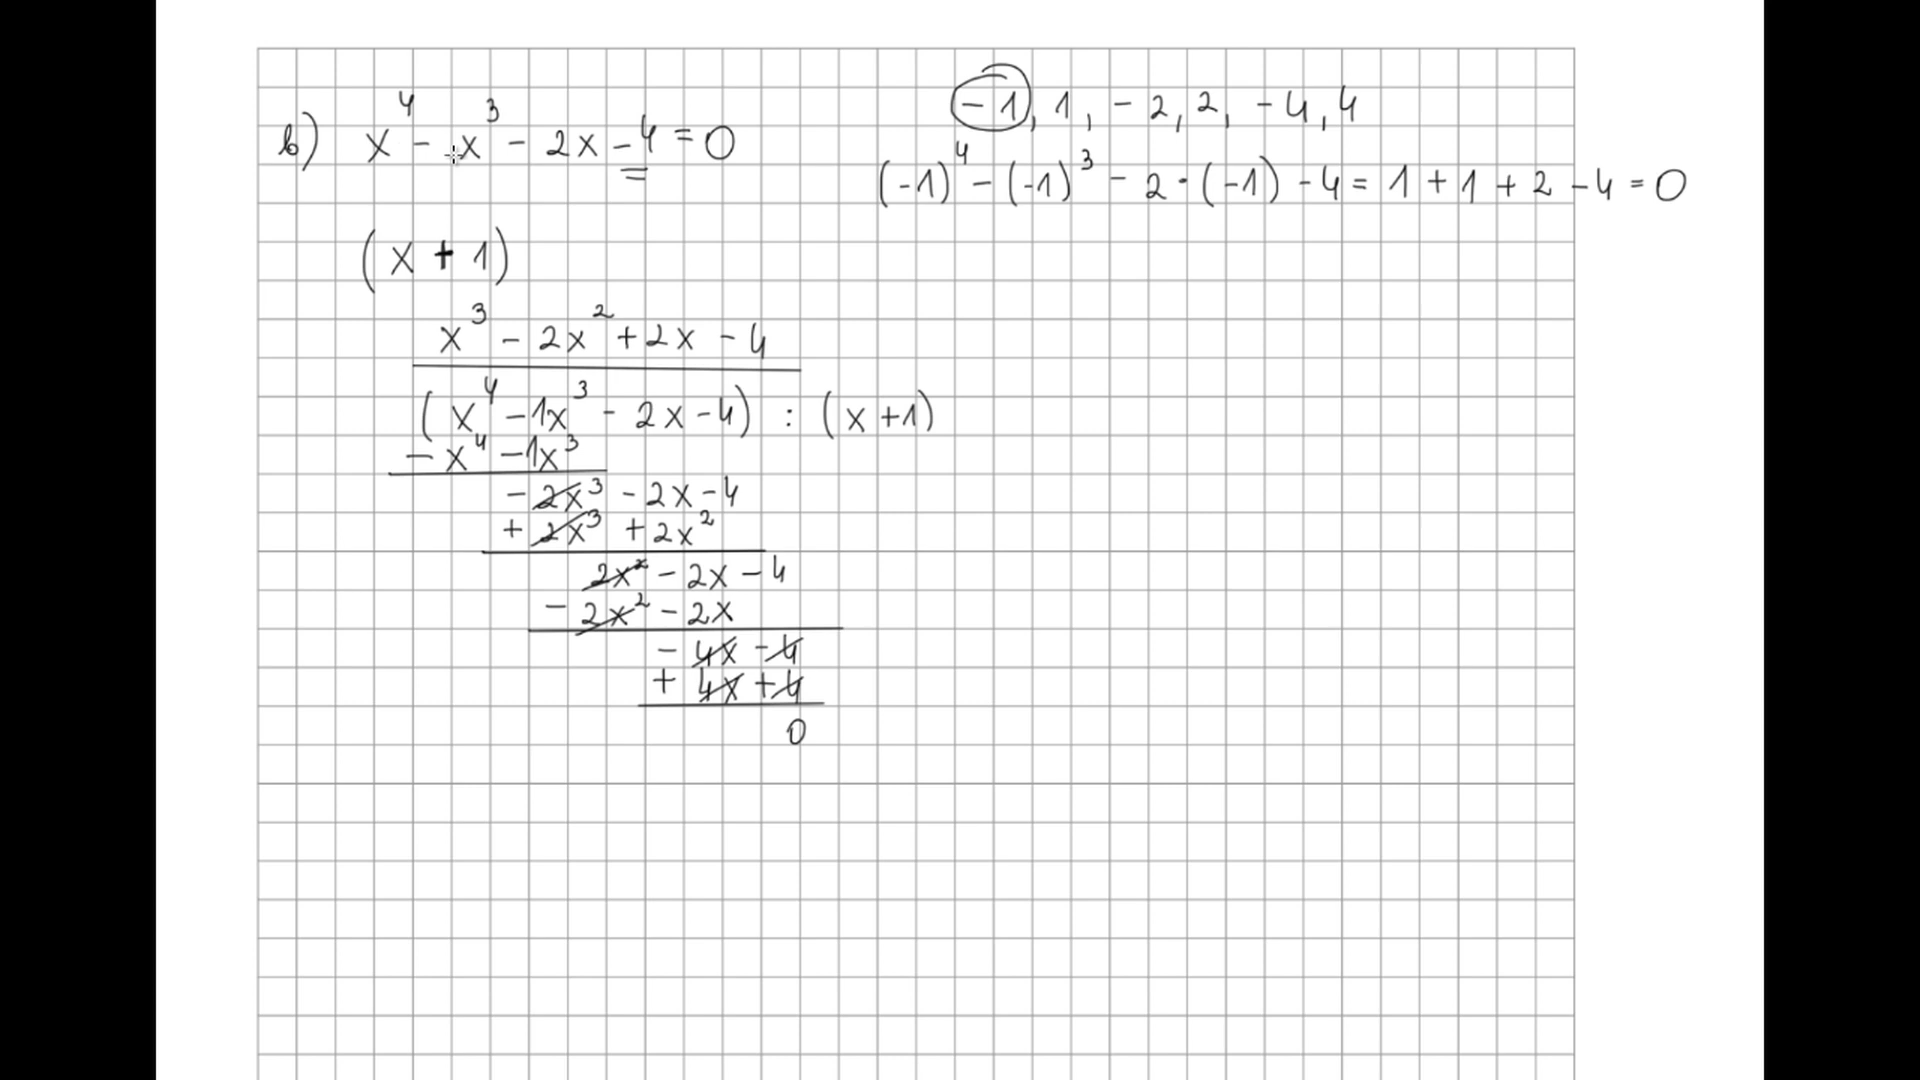 b) x⁴ - x³ - 2x - 4 = 0
-1, 1, -2, 2, -4, 4
(-1)⁴ - (-1)³ - 2 · (-1) - 4 = 1 + 1 + 2 - 4 = 0
(x + 1)
x³ - 2x² + 2x - 4
(x⁴ - 1x³ - 2x - 4) : (x + 1)
- x⁴ - 1x³
- 2x³ - 2x - 4
+ 2x³ + 2x²
2x² - 2x - 4
- 2x² - 2x
- 4x - 4
+ 4x + 4
0